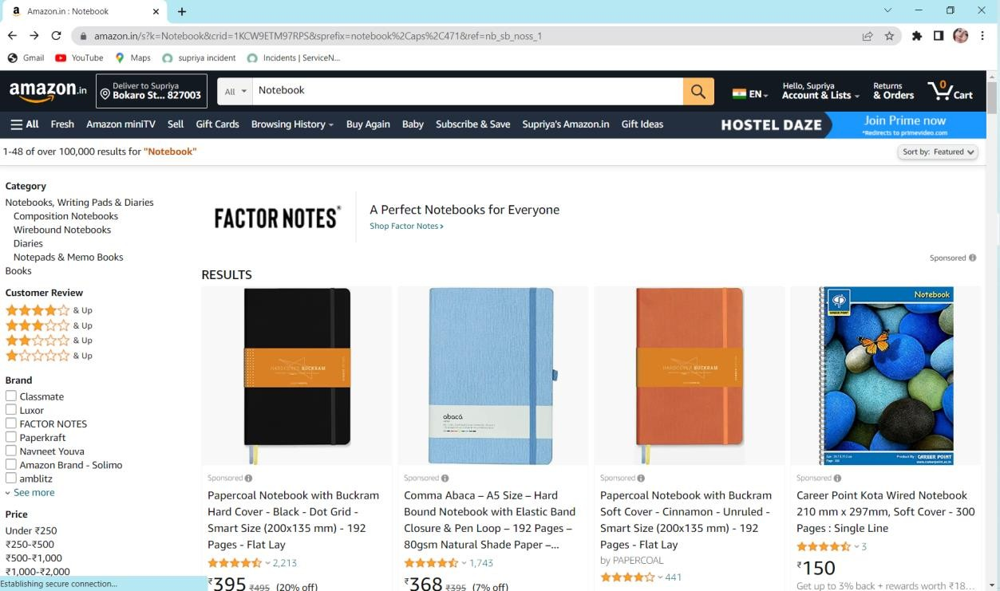 Amazon.in : Notebook
amazon.in/s?k=Notebook&crid=1KCW9ETM97RPS&sprefix=notebook%2Caps%2C471&ref=nb_sb_noss_1
Gmail YouTube Maps supriya incident Incidents | ServiceN...
amazon.in
Deliver to Supriya
Bokaro St... 827003
All
Notebook
EN
Hello, Supriya
Account & Lists
Returns
& Orders
0
Cart
All Fresh Amazon miniTV Sell Gift Cards Browsing History Buy Again Baby Subscribe & Save Supriya's Amazon.in Gift Ideas
HOSTEL DAZE
Join Prime now
*Redirects to primevideo.com
1-48 of over 100,000 results for "Notebook"
Sort by: Featured
Category
Notebooks, Writing Pads & Diaries
Composition Notebooks
Wirebound Notebooks
Diaries
Notepads & Memo Books
Books
Customer Review
& Up
& Up
& Up
& Up
Brand
Classmate
Luxor
FACTOR NOTES
Paperkraft
Navneet Youva
Amazon Brand - Solimo
amblitz
See more
Price
Under ₹250
₹250-₹500
₹500-₹1,000
₹1,000-₹2,000
Establishing secure connection...
FACTOR NOTES®
A Perfect Notebooks for Everyone
Shop Factor Notes ›
Sponsored
RESULTS
HARDCOVER BUCKRAM
Sponsored
Papercoal Notebook with Buckram
Hard Cover - Black - Dot Grid -
Smart Size (200x135 mm) - 192
Pages - Flat Lay
2,213
₹395 ₹495 (20% off)
abacá
Sponsored
Comma Abaca – A5 Size – Hard
Bound Notebook with Elastic Band
Closure & Pen Loop – 192 Pages –
80gsm Natural Shade Paper –...
1,743
₹368 ₹395 (7% off)
HARDCOVER BUCKRAM
Sponsored
Papercoal Notebook with Buckram
Soft Cover - Cinnamon - Unruled -
Smart Size (200x135 mm) - 192
Pages - Flat Lay
by PAPERCOAL
441
Notebook
CAREER POINT
www.careerpoint.ac.in
Sponsored
Career Point Kota Wired Notebook
210 mm x 297mm, Soft Cover - 300
Pages : Single Line
3
₹150
Get up to 3% back + rewards worth ₹18...